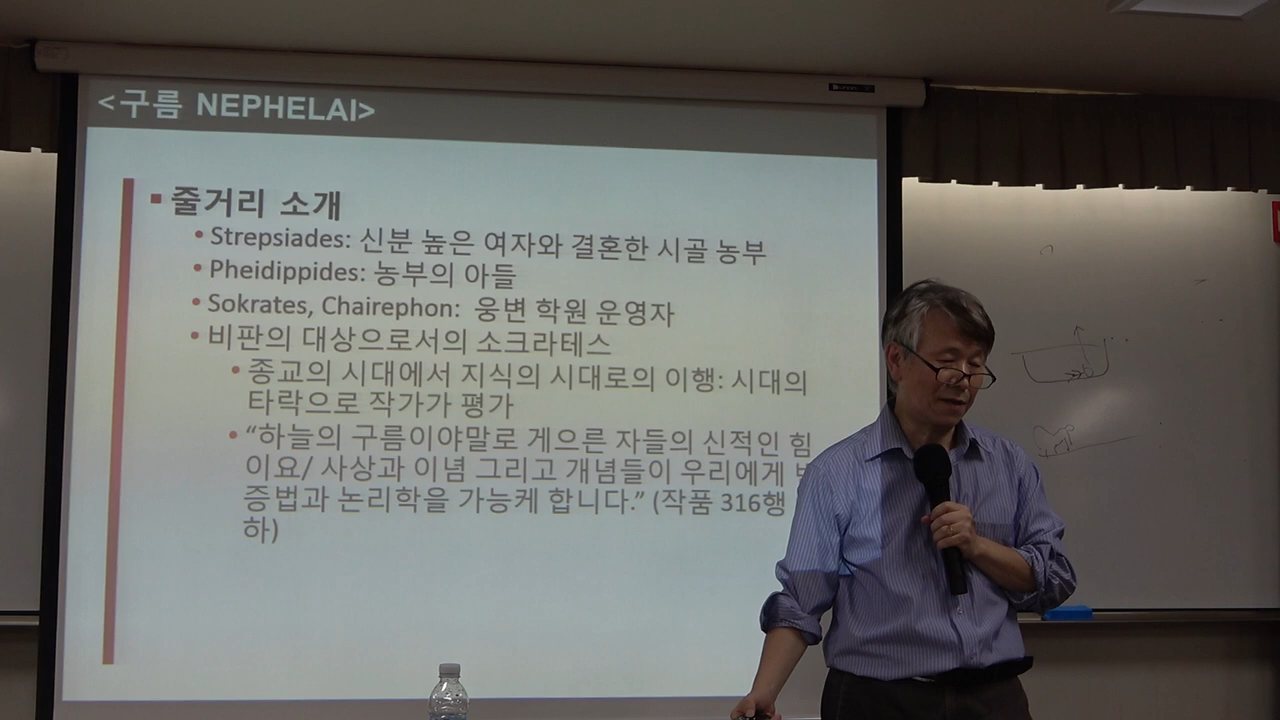 <구름 NEPHELAI>
▪ 줄거리 소개
• Strepsiades: 신분 높은 여자와 결혼한 시골 농부
• Pheidippides: 농부의 아들
• Sokrates, Chairephon: 웅변 학원 운영자
• 비판의 대상으로서의 소크라테스
• 종교의 시대에서 지식의 시대로의 이행: 시대의
타락으로 작가가 평가
• “하늘의 구름이야말로 게으른 자들의 신적인 힘
이요/ 사상과 이념 그리고 개념들이 우리에게
증법과 논리학을 가능케 합니다.” (작품 316행
하)